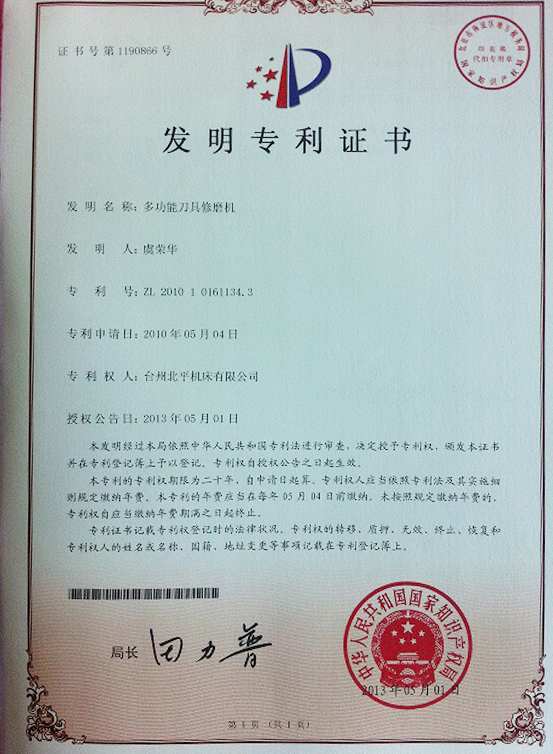 证书号第1190866号
发明专利证书
发明名称:多功能刀具修磨机
发明人:虞荣华
专利号:ZL 2010 1 0161134.3
专利申请日:2010年05月04日
专利权人:台州北平机床有限公司
授权公告日:2013年05月01日
本发明经过本局依照中华人民共和国专利法进行审查,决定授予专利权,颁发本证书
并在专利登记簿上予以登记。专利权自授权公告之日起生效。
本专利的专利权期限为二十年,自申请日起算。专利权人应当依照专利法及其实施细
则规定缴纳年费。本专利的年费应当在每年05月04日前缴纳。未按照规定缴纳年费的,
专利权自应当缴纳年费期满之日起终止。
专利证书记载专利权登记时的法律状况。专利权的转移、质押、无效、终止、恢复和
专利权人的姓名或名称、国籍、地址变更等事项记载在专利登记簿上。
局长
田力普
中华人民共和国国家知识产权局
2013年05月01日
第1页(共1页)